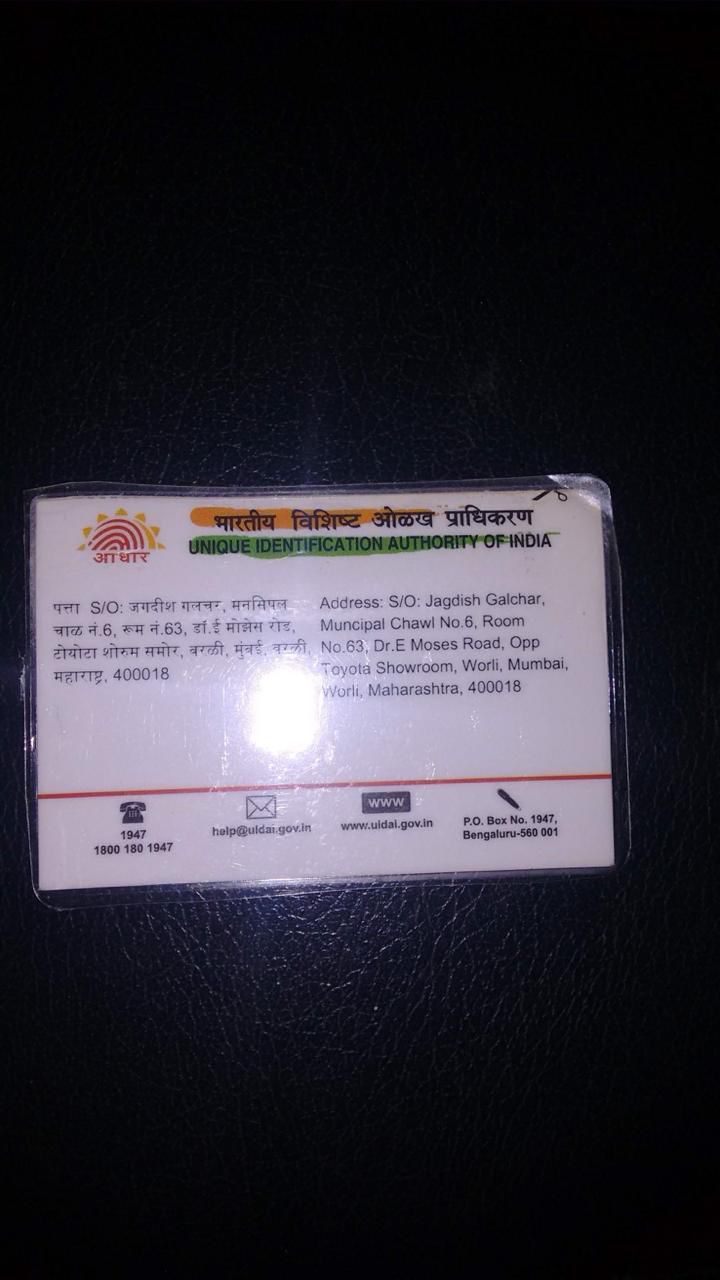 भारतीय विशिष्ट ओळख प्राधिकरण
UNIQUE IDENTIFICATION AUTHORITY OF INDIA
आधार
पत्ता S/O: जगदीश गलचर, मनसिपल
चाळ नं.6, रूम नं.63, डॉ.ई मोझेस रोड,
टोयोटा शोरुम समोर, वरळी, मुंबई, वरळी,
महाराष्ट्र, 400018
Address: S/O: Jagdish Galchar,
Muncipal Chawl No.6, Room
No.63, Dr.E Moses Road, Opp
Toyota Showroom, Worli, Mumbai,
Worli, Maharashtra, 400018
1947
1800 180 1947
help@uidai.gov.in
www
www.uidai.gov.in
P.O. Box No. 1947,
Bengaluru-560 001